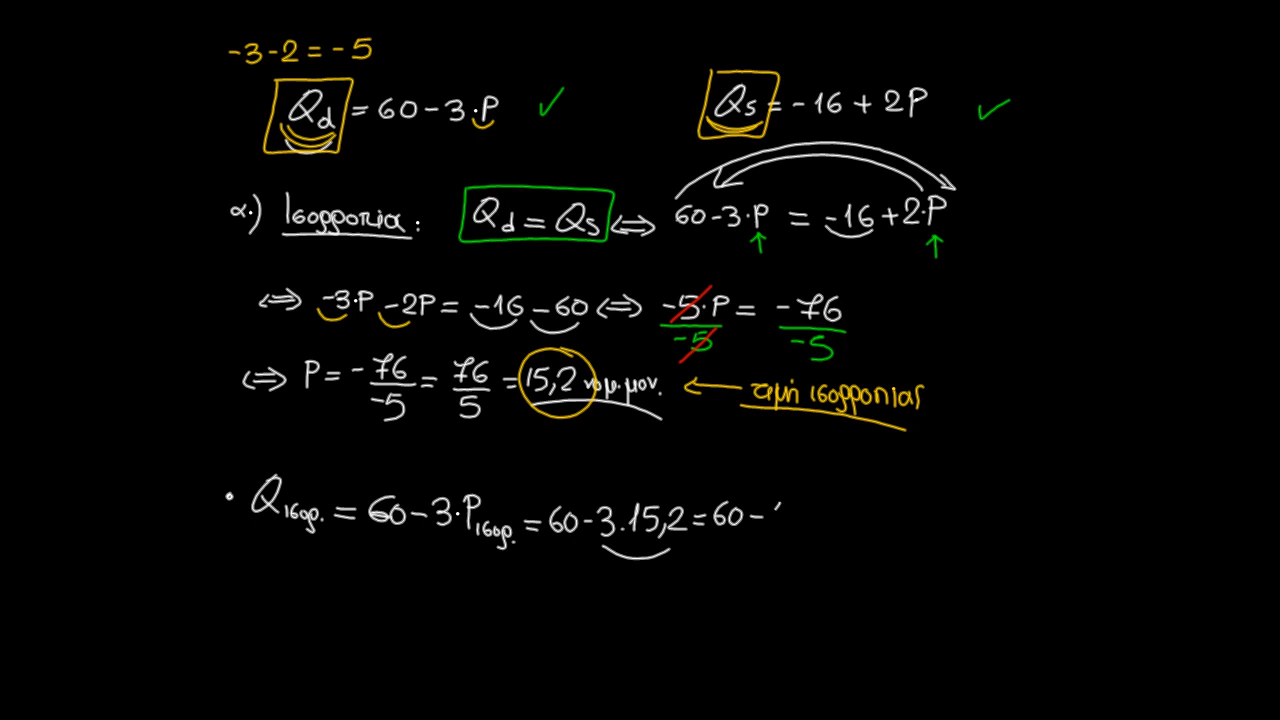 -3-2=-5
Qd = 60-3·P ✓ Qs = -16+2P ✓
α.) Ισορροπία: Qd = Qs ⇔ 60-3·P = -16+2·P
⇔ -3·P-2P = -16-60 ⇔ -5·P/-5 = -76/-5
⇔ P = -76/-5 = 76/5 = 15,2 νομ.μον. ← τιμή ισορροπίας
• Qισορ. = 60-3·Pισορ. = 60-3.15,2 = 60-